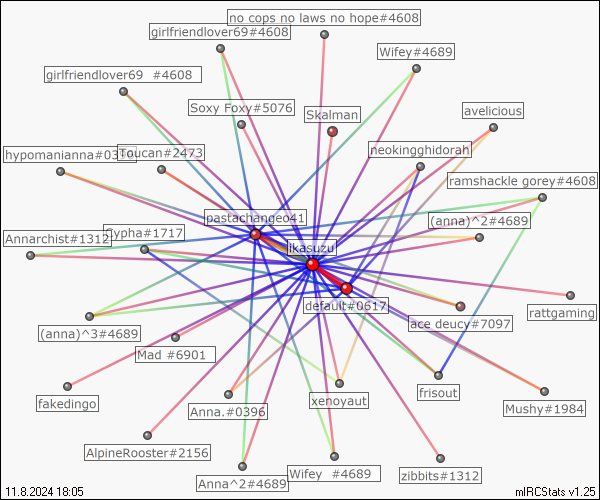 no cops no laws no hope#4608
girlfriendlover69#4608
Wifey#4689
girlfriendlover69 #4608
Soxy Foxy#5076
Skalman
avelicious
neokingghidorah
hypomanianna#0
Toucan#2473
ramshackle gorey#4608
pastachangeo41
(anna)^2#4689
Annarchist#1312
Cypha#1717
ikasuzu
default#0617
rattgaming
(anna)^3#4689
ace deucy#7097
Mad #6901
fakedingo
Anna.#0396
xenoyaut
frisout
Mushy#1984
AlpineRooster#2156
Anna^2#4689
Wifey #4689
zibbits#1312
11.8.2024 18:05
mIRCStats v1.25